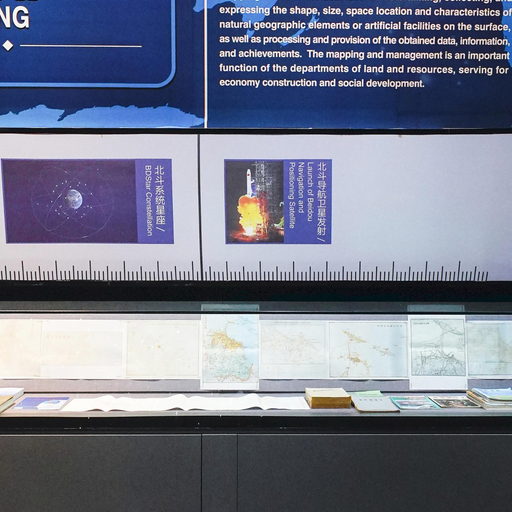 NG
expressing the shape, size, space location and characteristics of
natural geographic elements or artificial facilities on the surface,
as well as processing and provision of the obtained data, information,
and achievements. The mapping and management is an important
function of the departments of land and resources, serving for
economy construction and social development.
北斗系统星座 /
BDStar Constellation
北斗导航卫星发射 /
Launch of Beidou
Navigation and
Positioning Satellite